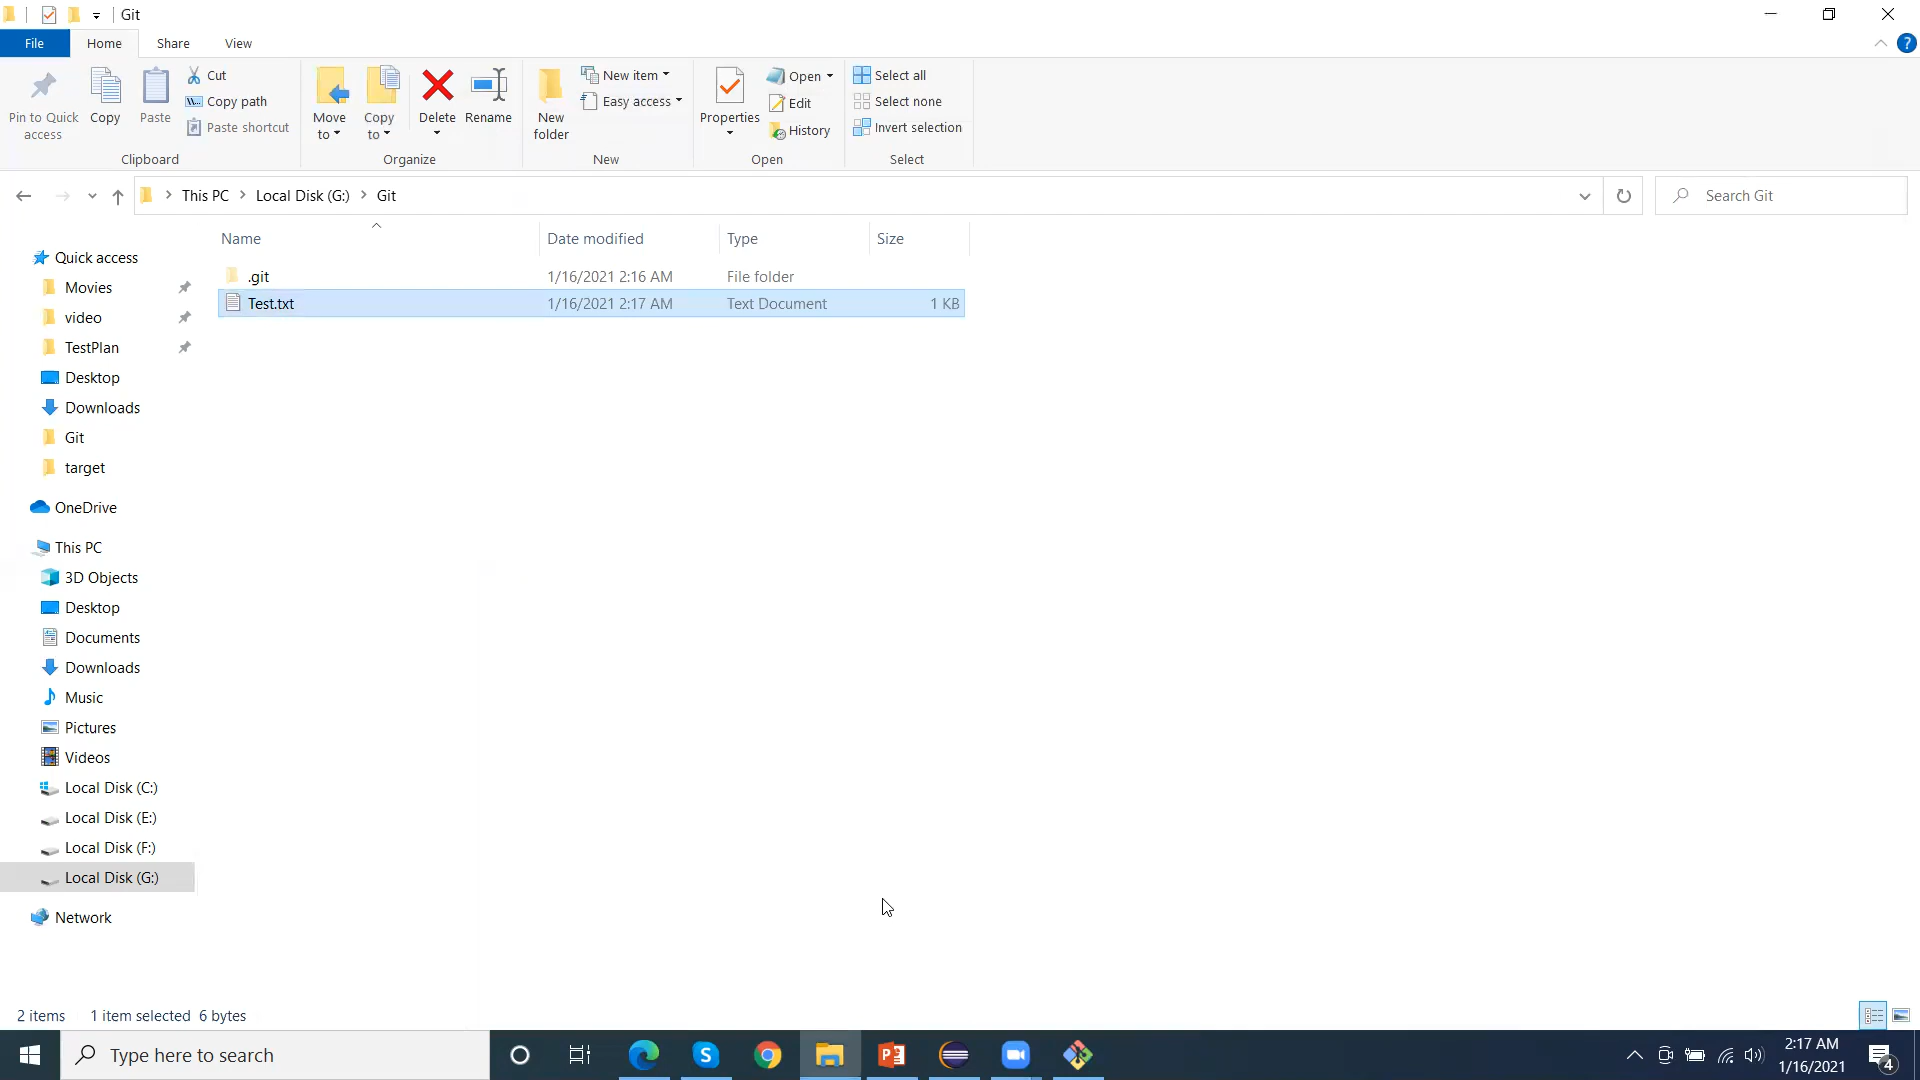 Git
File Home Share View
Pin to Quick access
Copy
Paste
Cut
Copy path
Paste shortcut
Clipboard
Move to
Copy to
Delete
Rename
Organize
New folder
New item
Easy access
New
Properties
Open
Edit
History
Open
Select all
Select none
Invert selection
Select
This PC Local Disk (G:) Git
Search Git
Name Date modified Type Size
.git 1/16/2021 2:16 AM File folder
Test.txt 1/16/2021 2:17 AM Text Document 1 KB
Quick access
Movies
video
TestPlan
Desktop
Downloads
Git
target
OneDrive
This PC
3D Objects
Desktop
Documents
Downloads
Music
Pictures
Videos
Local Disk (C:)
Local Disk (E:)
Local Disk (F:)
Local Disk (G:)
Network
2 items 1 item selected 6 bytes
Type here to search
2:17 AM
1/16/2021
4